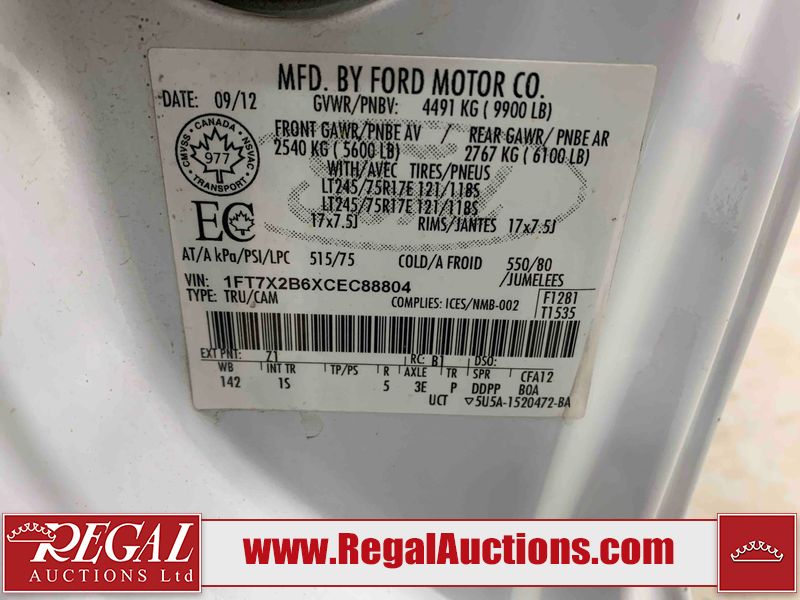 MFD. BY FORD MOTOR CO.
DATE: 09/12 GVWR/PNBV: 4491 KG ( 9900 LB)
FRONT GAWR/PNBE AV / REAR GAWR/ PNBE AR
2540 KG ( 5600 LB) 2767 KG ( 6100 LB)
WITH/AVEC TIRES/PNEUS
LT245/75R17E 121/118S
LT245/75R17E 121/118S
17x7.5J RIMS/JANTES 17x7.5J
CANADA
CMVSS 977 NSVAC
TRANSPORT
EC
AT/A kPa/PSI/LPC 515/75 COLD/A FROID 550/80
/JUMELEES
VIN: 1FT7X2B6XCEC88804
TYPE: TRU/CAM COMPLIES: ICES/NMB-002 F1281
T1535
EXT PNT: Z1 RC: B1 DSO:
WB INT TR TP/PS R AXLE TR SPR CFA12
142 1S 5 3E P DDPP B0A
UCT ▽5U5A-1520472-BA
REGAL
AUCTIONS Ltd
www.RegalAuctions.com